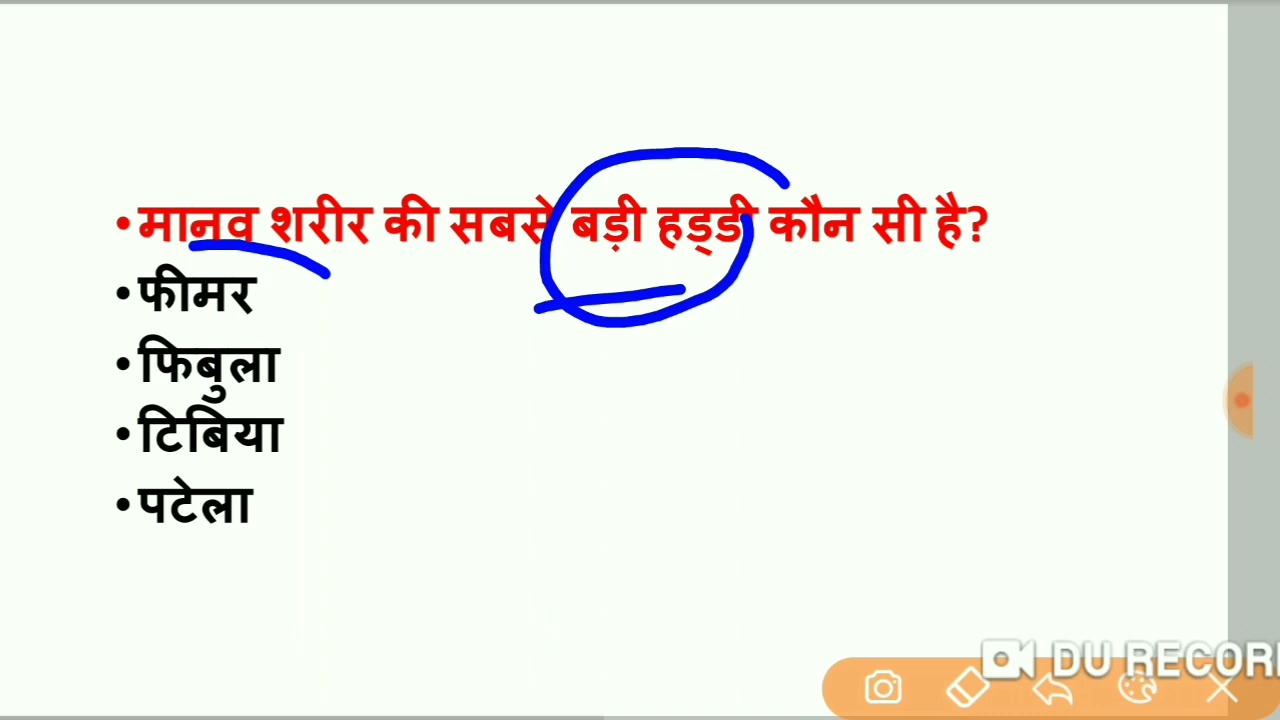 •मानव शरीर की सबसे बड़ी हड्डी कौन सी है?
•फीमर
•फिबुला
•टिबिया
•पटेला
DU RECOR